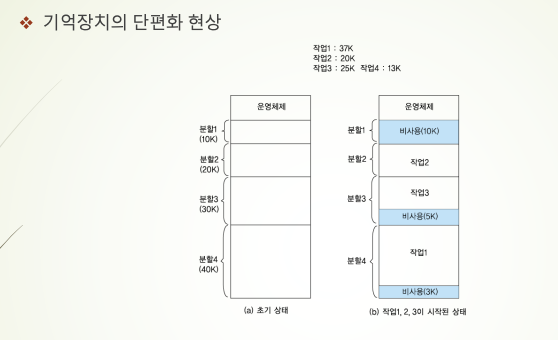 기억장치의 단편화 현상
작업1 : 37K
작업2 : 20K
작업3 : 25K 작업4 : 13K
운영체제
분할1
(10K)
분할2
(20K)
분할3
(30K)
분할4
(40K)
(a) 초기 상태
운영체제
분할1
비사용(10K)
분할2
작업2
분할3
작업3
비사용(5K)
분할4
작업1
비사용(3K)
(b) 작업1, 2, 3이 시작된 상태